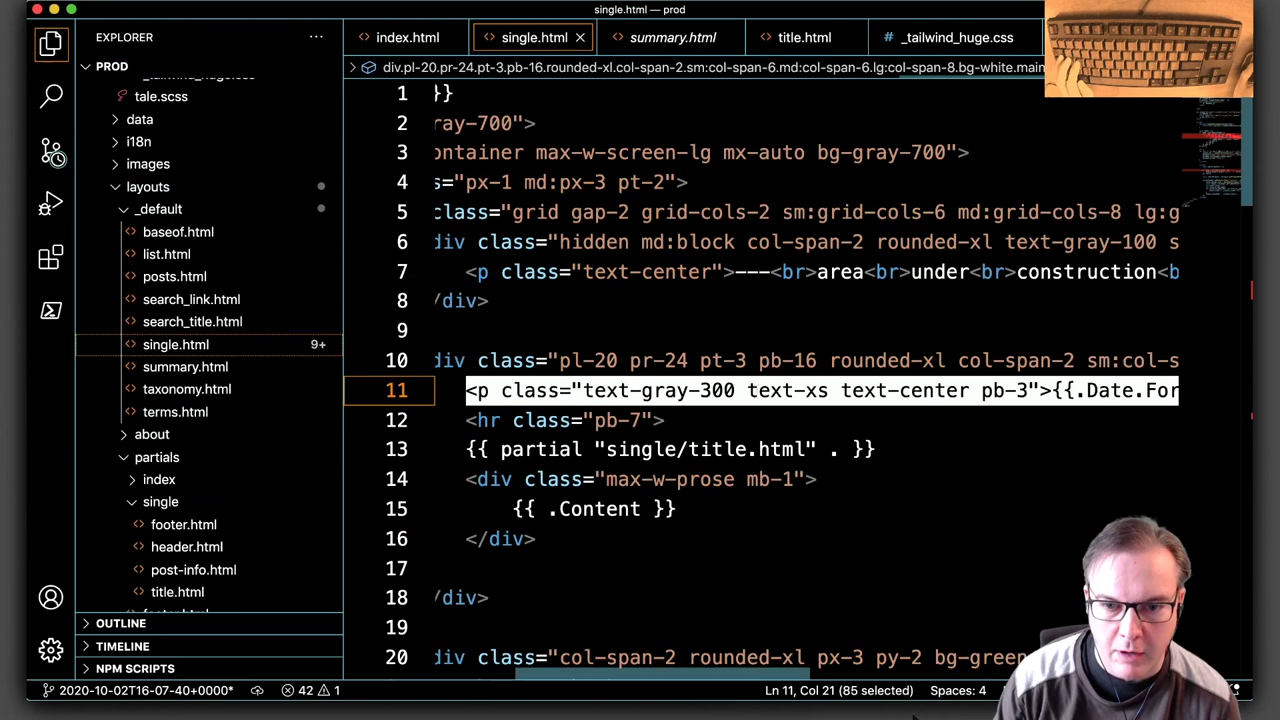 single.html — prod
EXPLORER
index.html
single.html
summary.html
title.html
_tailwind_huge.css
PROD
div.pl-20.pr-24.pt-3.pb-16.rounded-xl.col-span-2.sm:col-span-6.md:col-span-6.lg:col-span-8.bg-white.main
_tailwind_huge.css
tale.scss
data
i18n
images
layouts
_default
baseof.html
list.html
posts.html
search_link.html
search_title.html
single.html 9+
summary.html
taxonomy.html
terms.html
about
partials
index
single
footer.html
header.html
post-info.html
title.html
footer.html
OUTLINE
TIMELINE
NPM SCRIPTS
1 }}
2 ray-700">
3 ontainer max-w-screen-lg mx-auto bg-gray-700">
4 s="px-1 md:px-3 pt-2">
5 class="grid gap-2 grid-cols-2 sm:grid-cols-6 md:grid-cols-8 lg:g
6 div class="hidden md:block col-span-2 rounded-xl text-gray-100 s
7 <p class="text-center">---<br>area<br>under<br>construction<b
8 /div>
9
10 div class="pl-20 pr-24 pt-3 pb-16 rounded-xl col-span-2 sm:col-s
11 <p class="text-gray-300 text-xs text-center pb-3">{{.Date.For
12 <hr class="pb-7">
13 {{ partial "single/title.html" . }}
14 <div class="max-w-prose mb-1">
15 {{ .Content }}
16 </div>
17
18 /div>
19
20 div class="col-span-2 rounded-xl px-3 py-2 bg-green
2020-10-02T16-07-40+0000* 42 1 Ln 11, Col 21 (85 selected) Spaces: 4